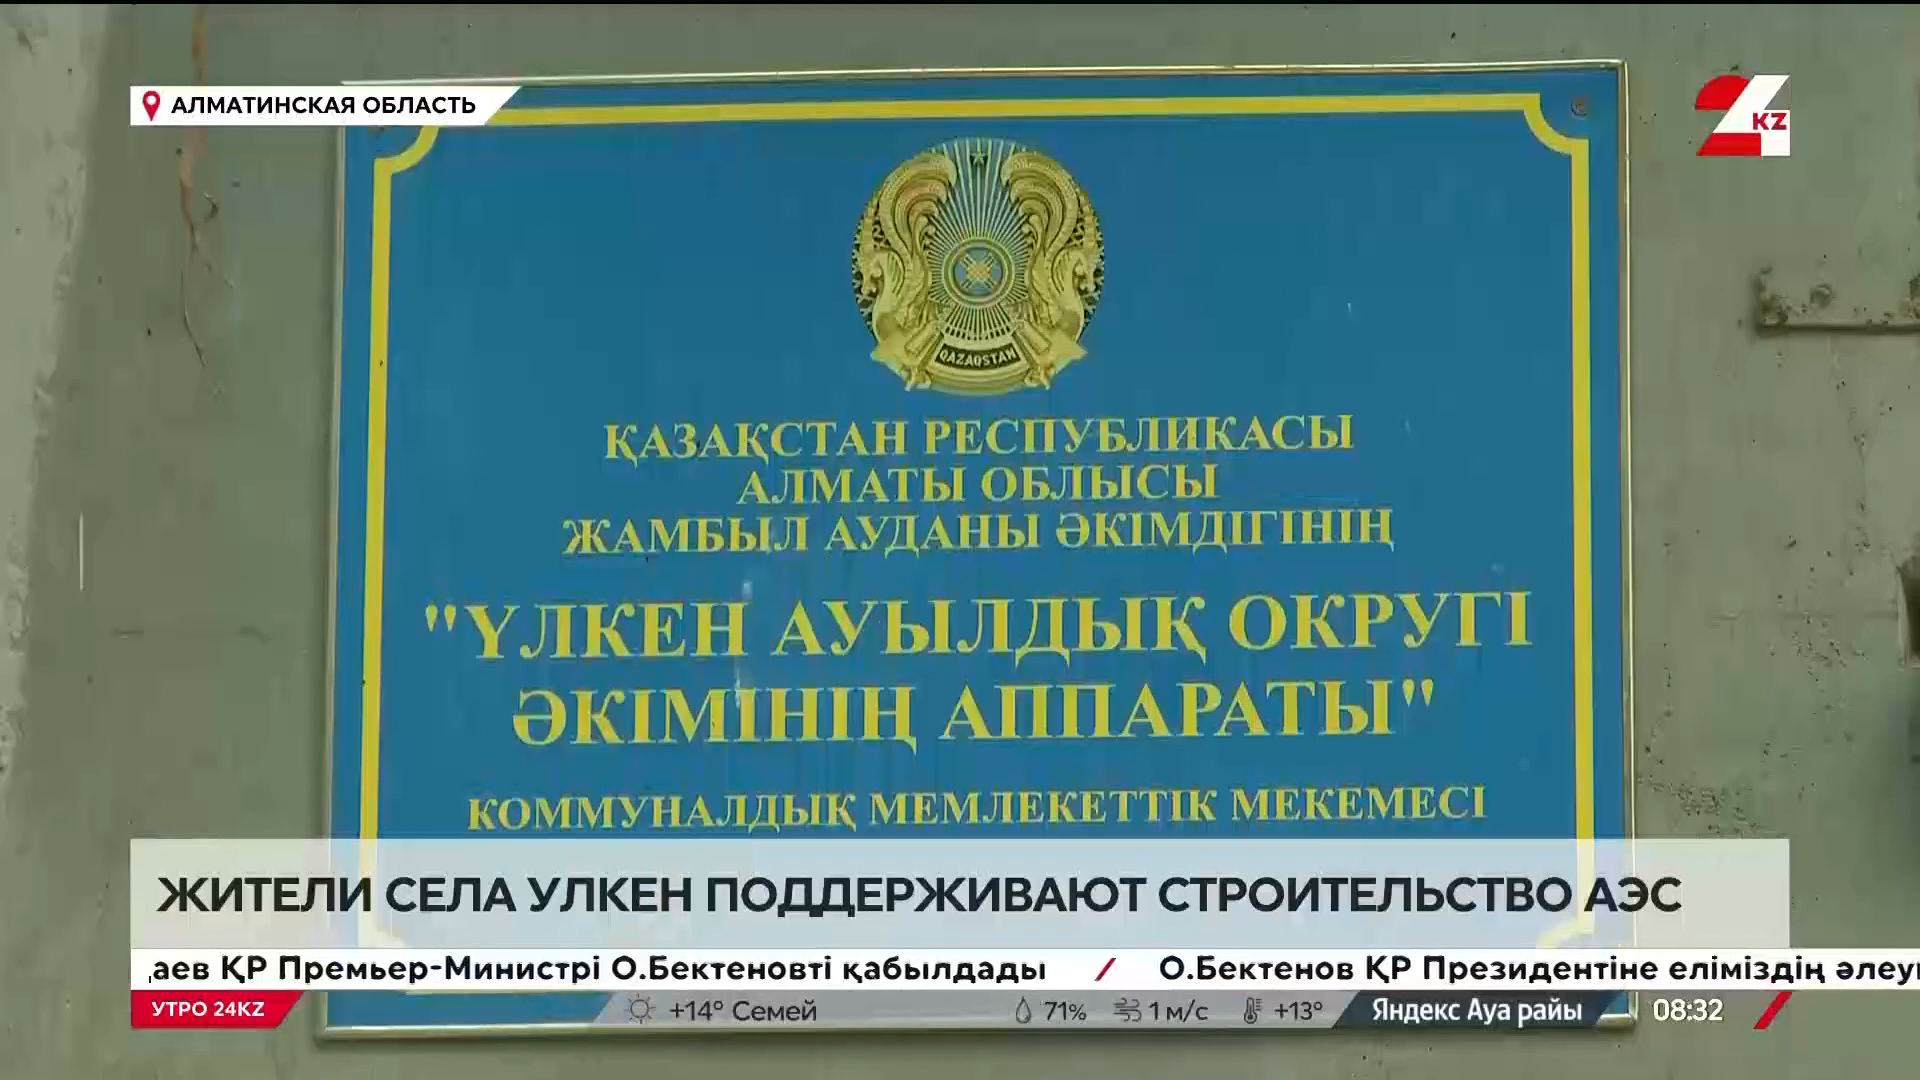 АЛМАТИНСКАЯ ОБЛАСТЬ
24 KZ
QAZAQSTAN
ҚАЗАҚСТАН РЕСПУБЛИКАСЫ
АЛМАТЫ ОБЛЫСЫ
ЖАМБЫЛ АУДАНЫ ӘКІМДІГІНІҢ
"ҮЛКЕН АУЫЛДЫҚ ОКРУГІ
ӘКІМІНІҢ АППАРАТЫ"
КОММУНАЛДЫҚ МЕМЛЕКЕТТІК МЕКЕМЕСІ
ЖИТЕЛИ СЕЛА УЛКЕН ПОДДЕРЖИВАЮТ СТРОИТЕЛЬСТВО АЭС
ҚР Премьер-Министрі О.Бектеновті қабылдады / О.Бектенов ҚР Президентіне еліміздің
УТРО 24KZ +14° Семей 71% 1 м/с +13° Яндекс Ауа райы 08:32